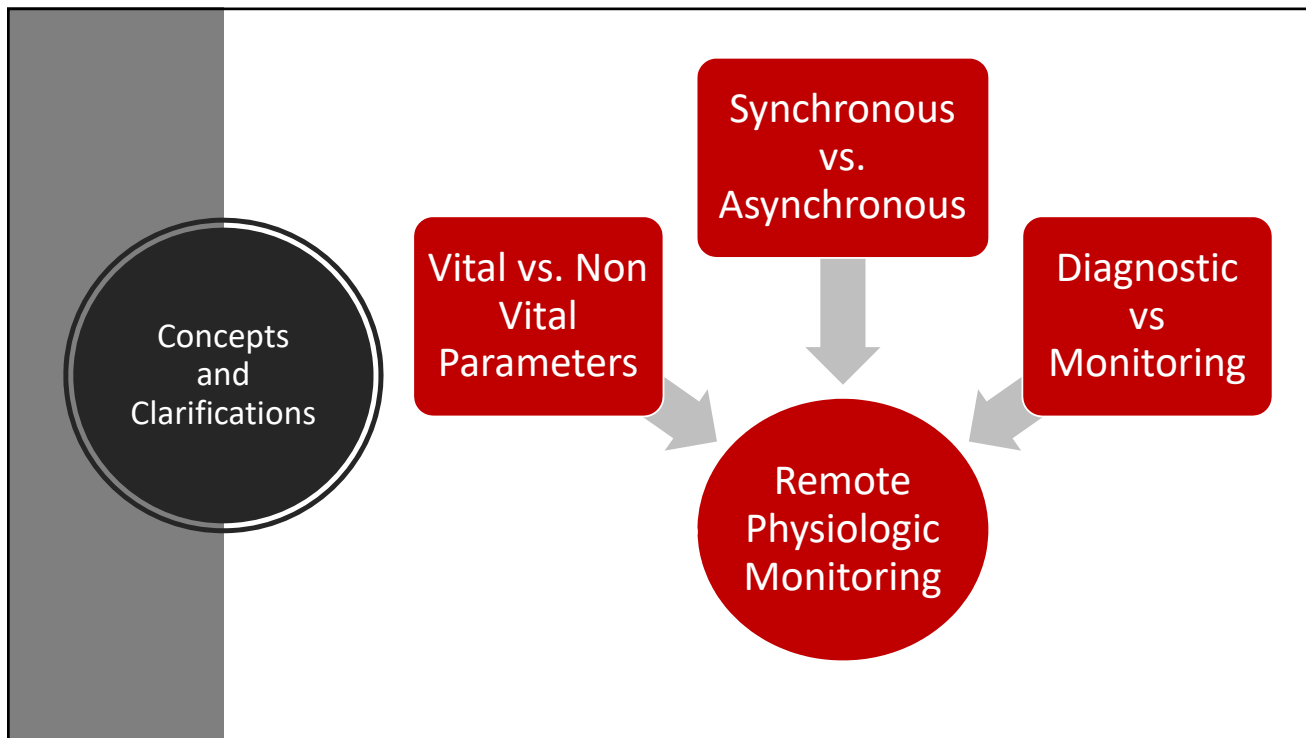 Concepts
and
Clarifications
Vital vs. Non
Vital
Parameters
Synchronous
vs.
Asynchronous
Diagnostic
vs
Monitoring
Remote
Physiologic
Monitoring